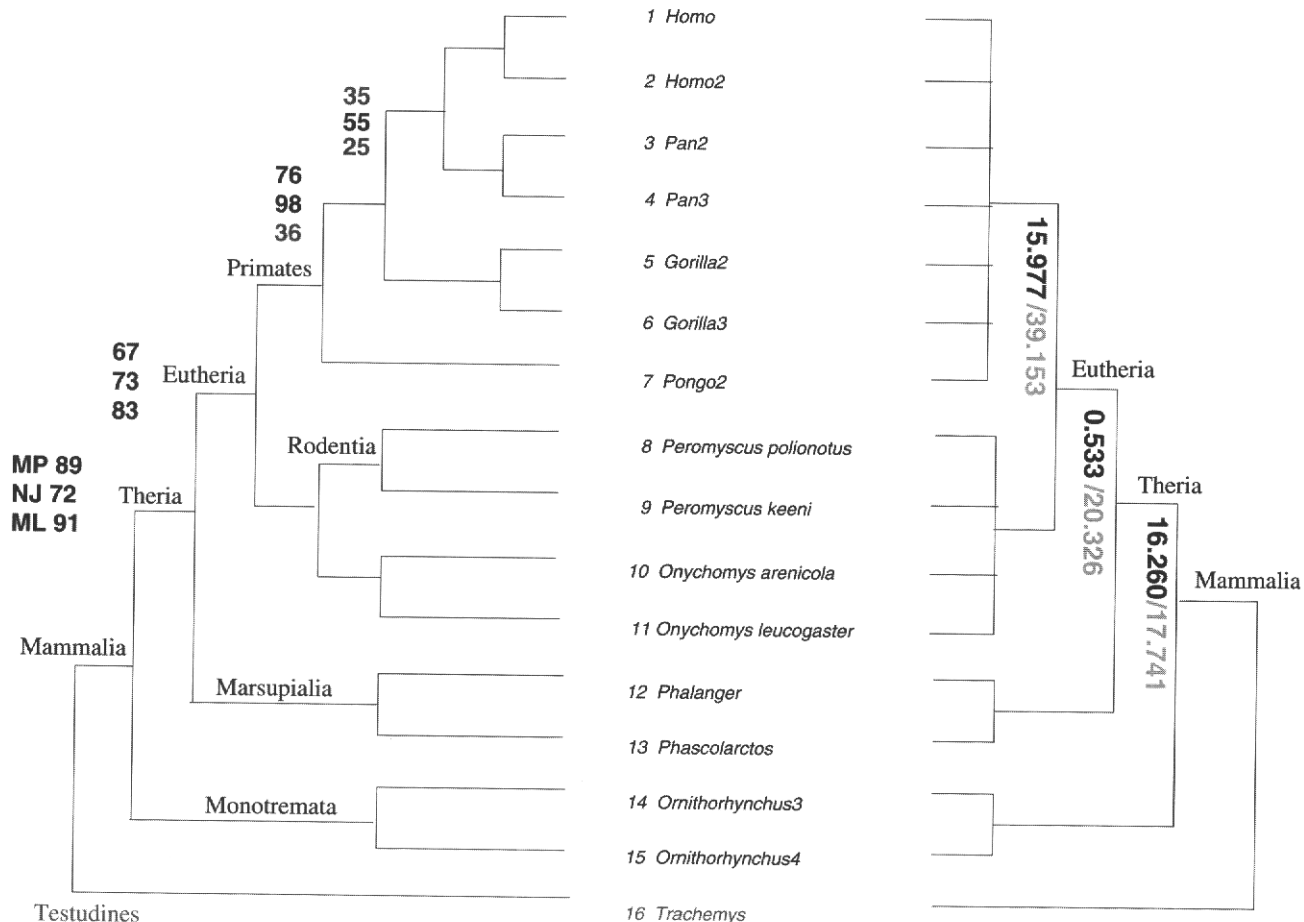 1 Homo
2 Homo2
35
55
25
3 Pan2
76
98
36
4 Pan3
Primates
5 Gorilla2
6 Gorilla3
15.977/39.153
67
73
83
Eutheria
7 Pongo2
Eutheria
Rodentia
8 Peromyscus polionotus
0.533/20.326
MP 89
NJ 72
ML 91
Theria
9 Peromyscus keeni
Theria
10 Onychomys arenicola
16.260/17.741
Mammalia
11 Onychomys leucogaster
Mammalia
Marsupialia
12 Phalanger
13 Phascolarctos
Monotremata
14 Ornithorhynchus3
15 Ornithorhynchus4
Testudines
16 Trachemys